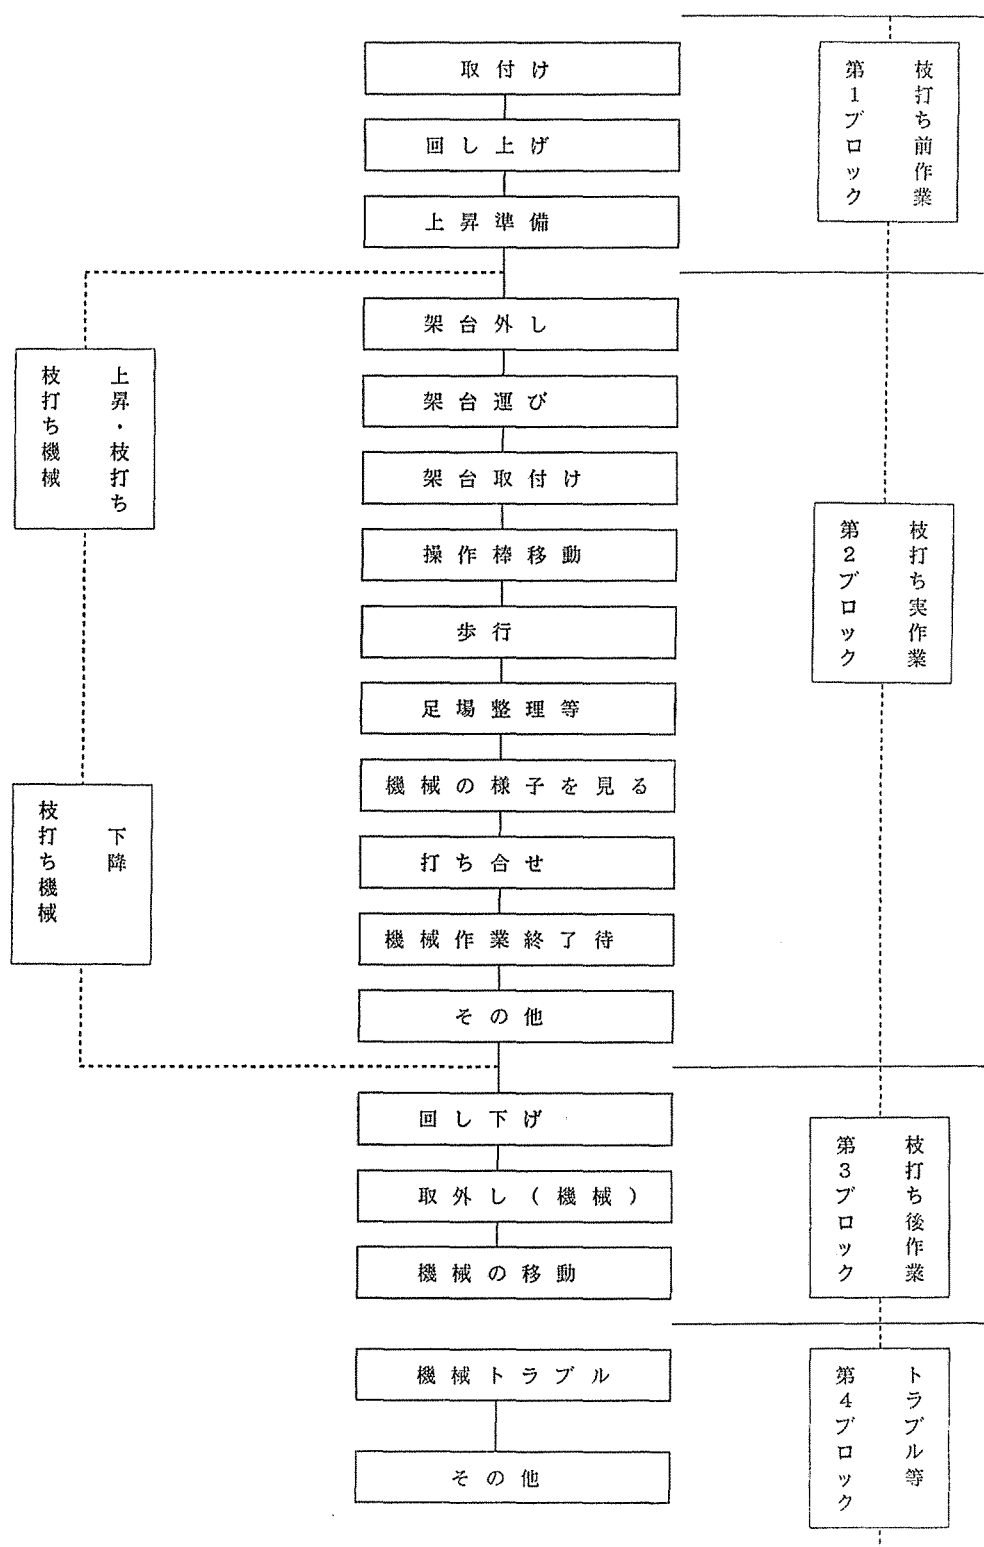 取付け
回し上げ
上昇準備
架台外し
架台運び
架台取付け
操作棒移動
歩行
足場整理等
機械の様子を見る
打ち合せ
機械作業終了待
その他
回し下げ
取外し(機械)
機械の移動
機械トラブル
その他
枝打ち機械
上昇・枝打ち
枝打ち機械
下降
第1ブロック
枝打ち前作業
第2ブロック
枝打ち実作業
第3ブロック
枝打ち後作業
第4ブロック
トラブル等